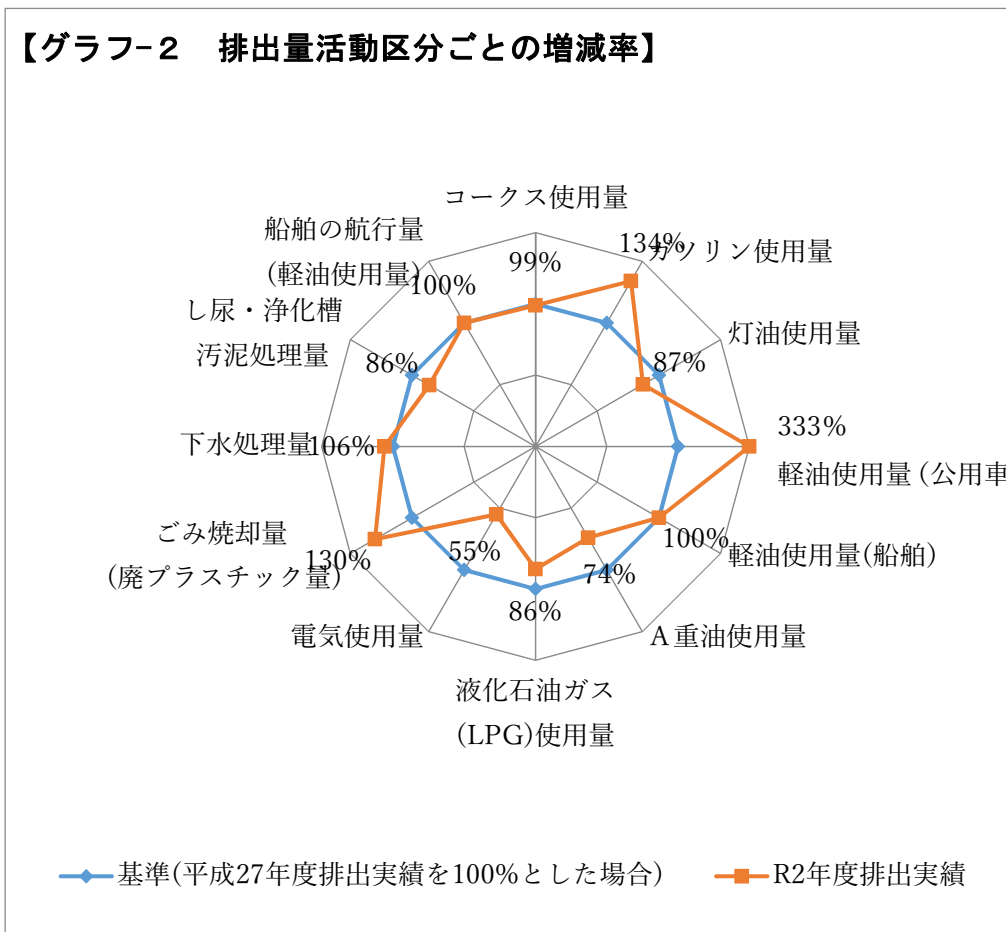 【グラフ-２　排出量活動区分ごとの増減率】
コークス使用量
99%
134%
ガソリン使用量
灯油使用量
87%
333%
軽油使用量 (公用車
100%
軽油使用量(船舶)
74%
Ａ重油使用量
86%
液化石油ガス
(LPG)使用量
55%
電気使用量
130%
ごみ焼却量
(廃プラスチック量)
106%
下水処理量
86%
し尿・浄化槽
汚泥処理量
100%
船舶の航行量
(軽油使用量)
基準(平成27年度排出実績を100%とした場合)
R2年度排出実績